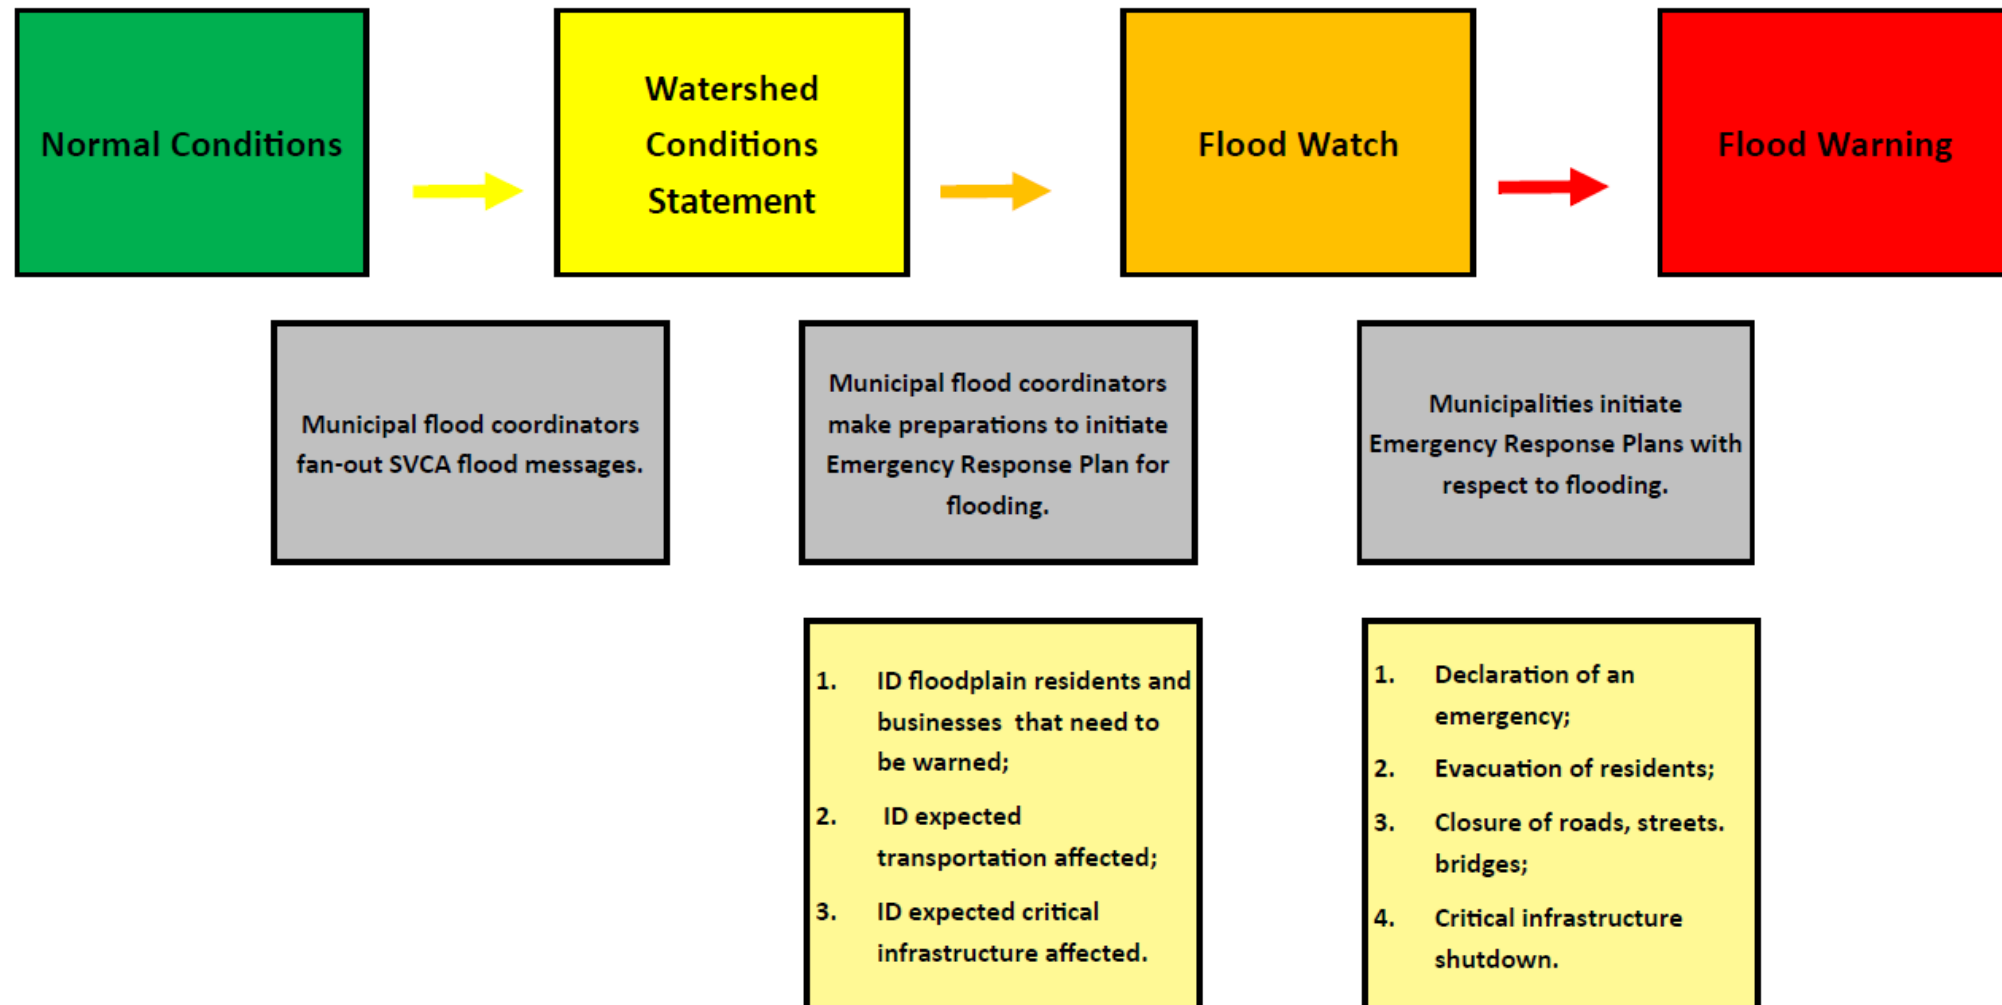 Normal Conditions
Watershed
Conditions
Statement
Flood Watch
Flood Warning
Municipal flood coordinators
fan-out SVCA flood messages.
Municipal flood coordinators
make preparations to initiate
Emergency Response Plan for
flooding.
Municipalities initiate
Emergency Response Plans with
respect to flooding.
1. ID floodplain residents and
businesses that need to
be warned;
2. ID expected
transportation affected;
3. ID expected critical
infrastructure affected.
1. Declaration of an
emergency;
2. Evacuation of residents;
3. Closure of roads, streets.
bridges;
4. Critical infrastructure
shutdown.